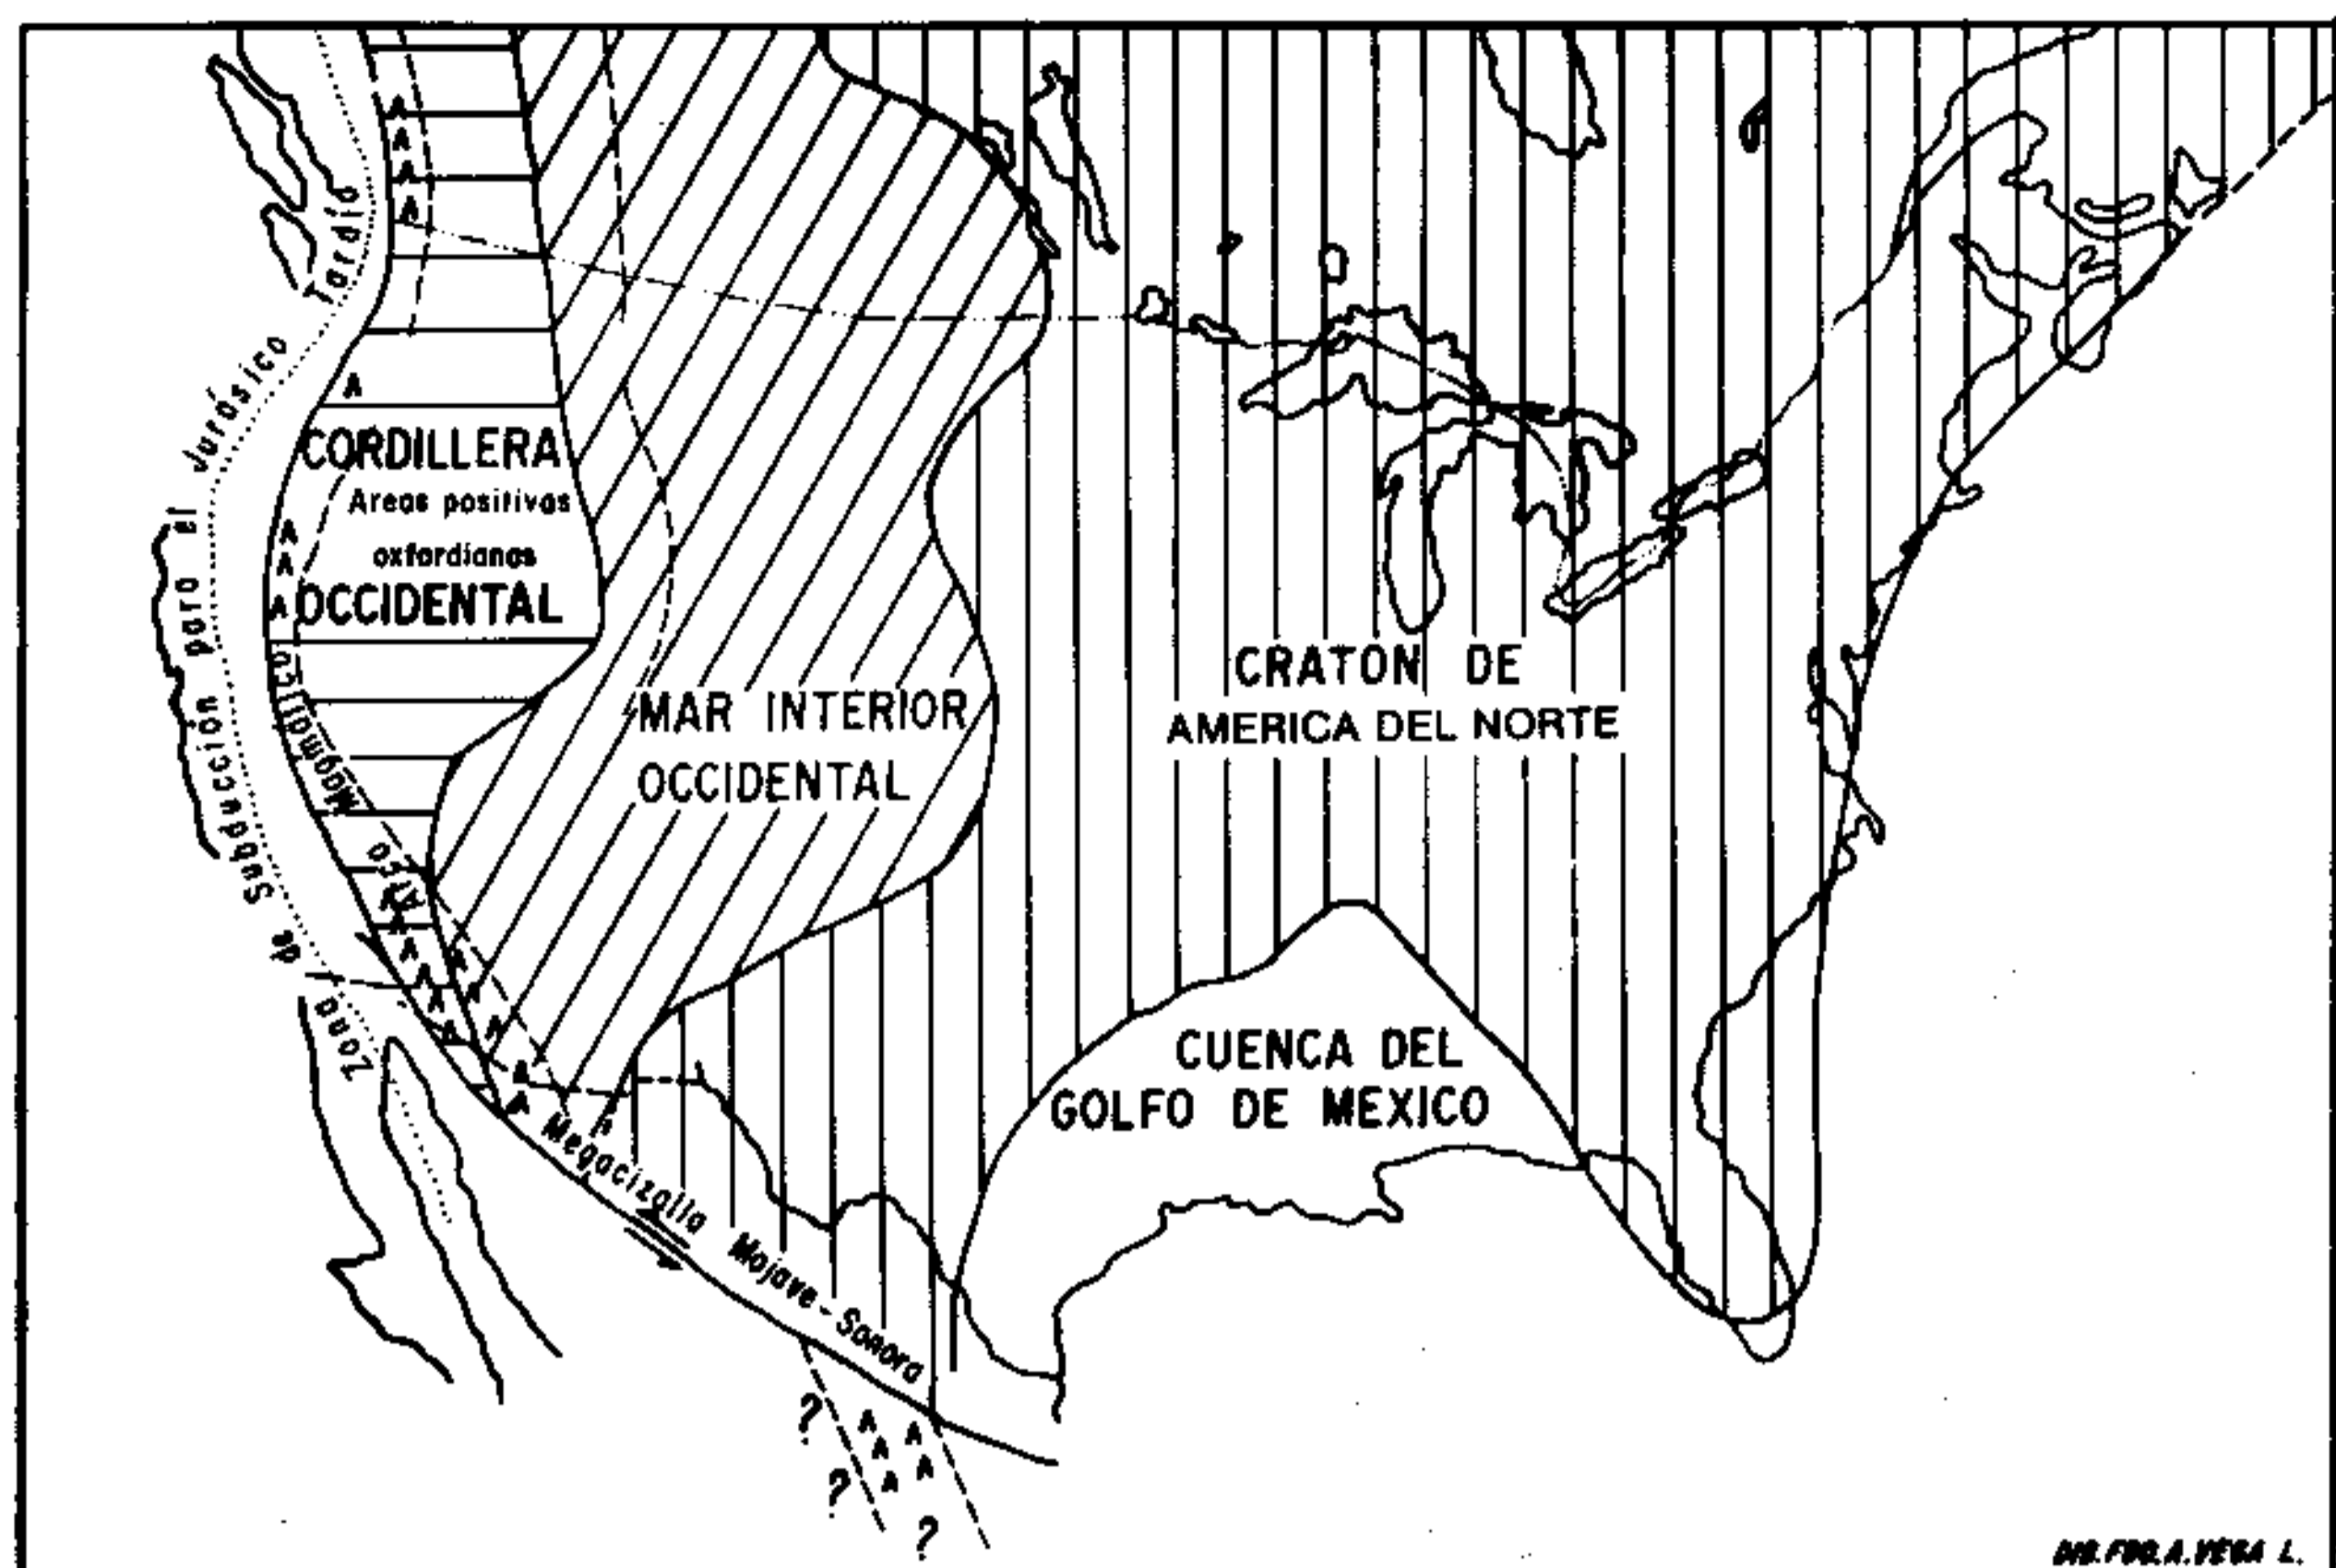 CORDILLERA
Areas positivas
oxfordianas
OCCIDENTAL
Zona de Subducción para el Jurásico Tardío
Arco Magmático
MAR INTERIOR
OCCIDENTAL
CRATON DE
AMERICA DEL NORTE
CUENCA DEL
GOLFO DE MEXICO
Megacizalla Mojave-Sonora
?
?
?
A. VEGA L.